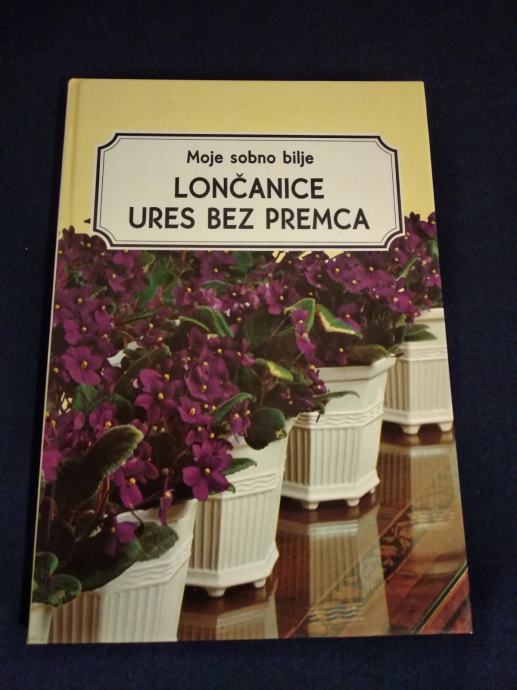 Moje sobno bilje
LONČANICE
URES BEZ PREMCA